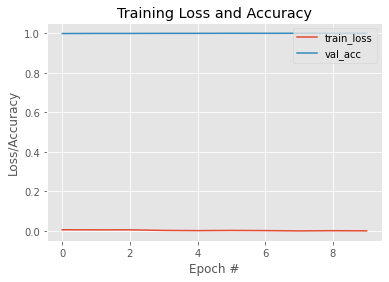 Training Loss and Accuracy
1.0
0.8
0.6
0.4
0.2
0.0
Loss/Accuracy
train_loss
val_acc
0 2 4 6 8
Epoch #